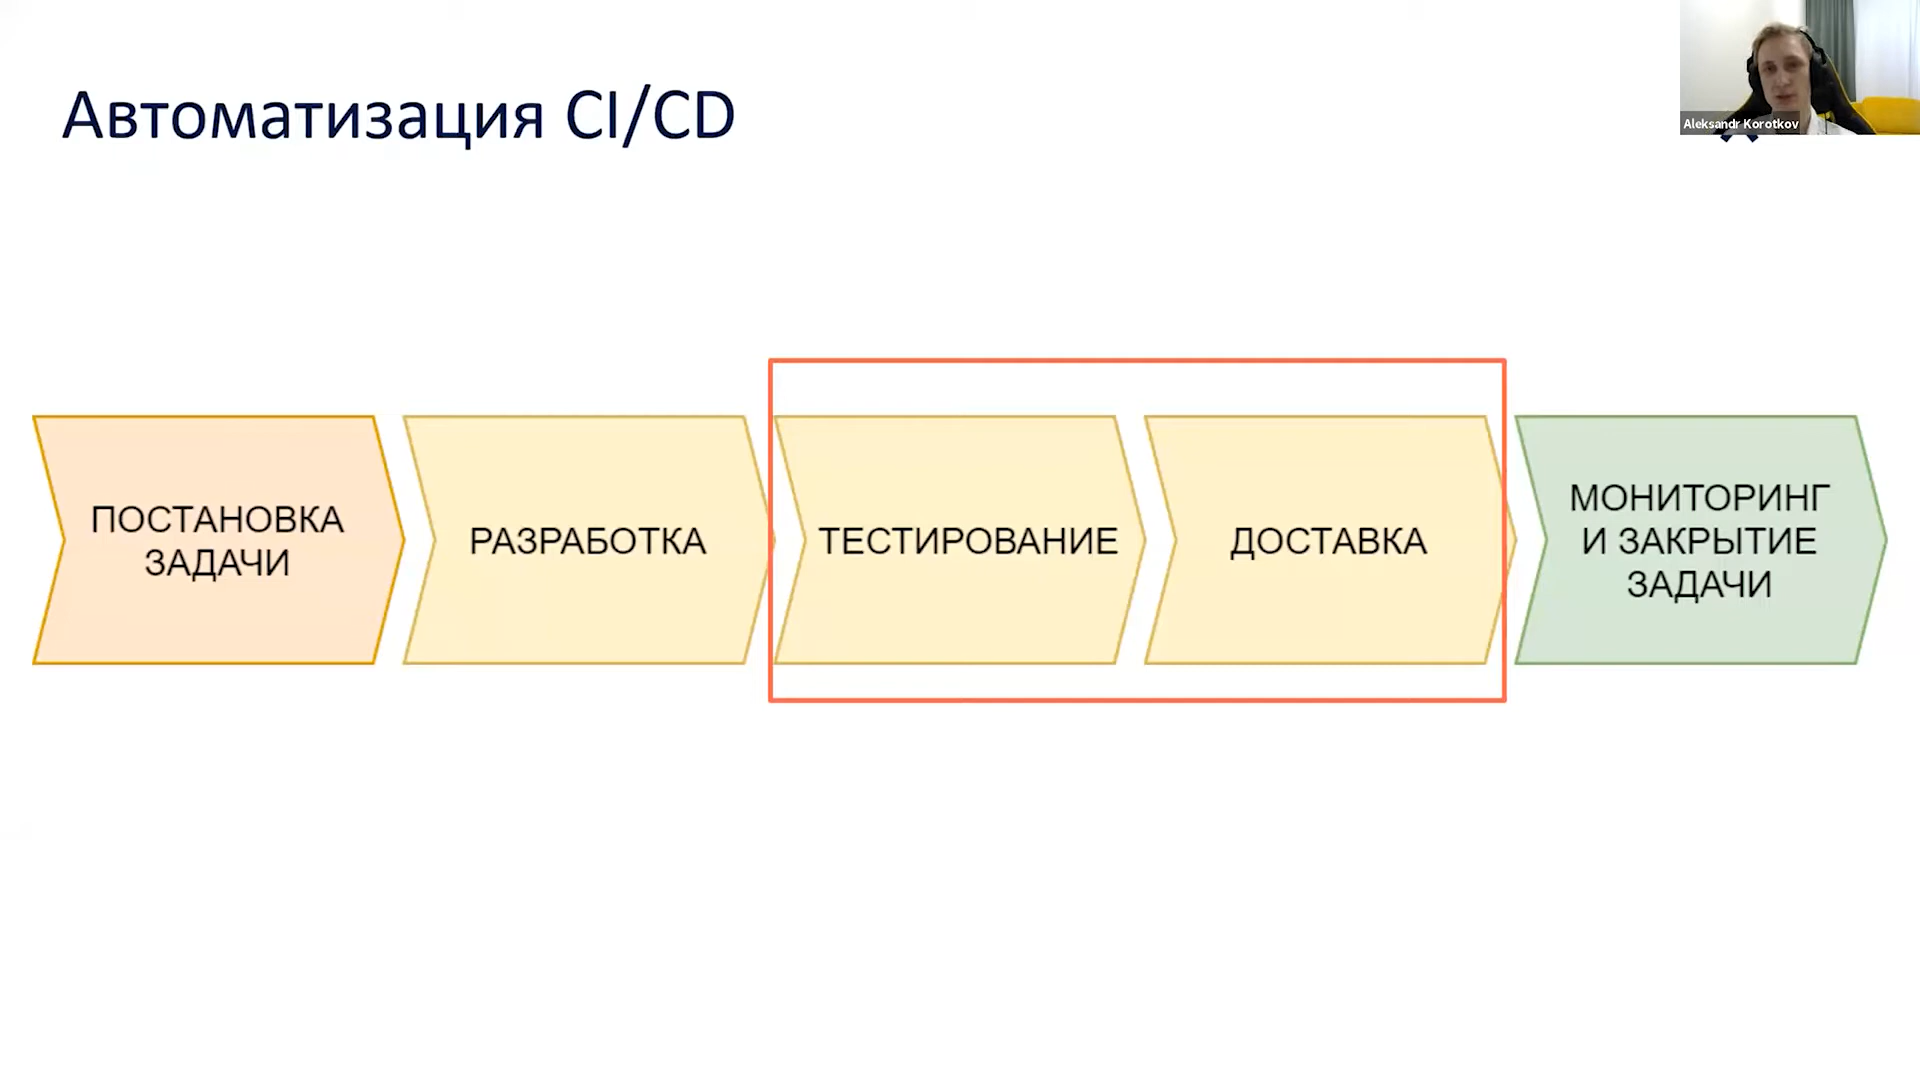 Автоматизация CI/CD
Aleksandr Korotkov
ПОСТАНОВКА
ЗАДАЧИ
РАЗРАБОТКА
ТЕСТИРОВАНИЕ
ДОСТАВКА
МОНИТОРИНГ
И ЗАКРЫТИЕ
ЗАДАЧИ